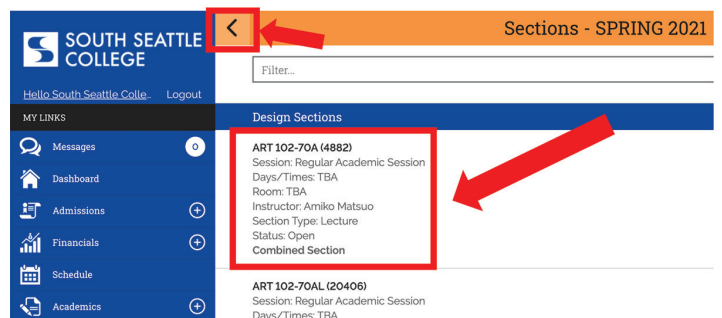 SOUTH SEATTLE
COLLEGE
Hello South Seattle Colle..
Logout
MY LINKS
Messages
0
Dashboard
Admissions
Financials
Schedule
Academics
Sections - SPRING 2021
Filter...
Design Sections
ART 102-70A (4882)
Session: Regular Academic Session
Days/Times: TBA
Room: TBA
Instructor: Amiko Matsuo
Section Type: Lecture
Status: Open
Combined Section
ART 102-70AL (20406)
Session: Regular Academic Session
Days/Times: TBA